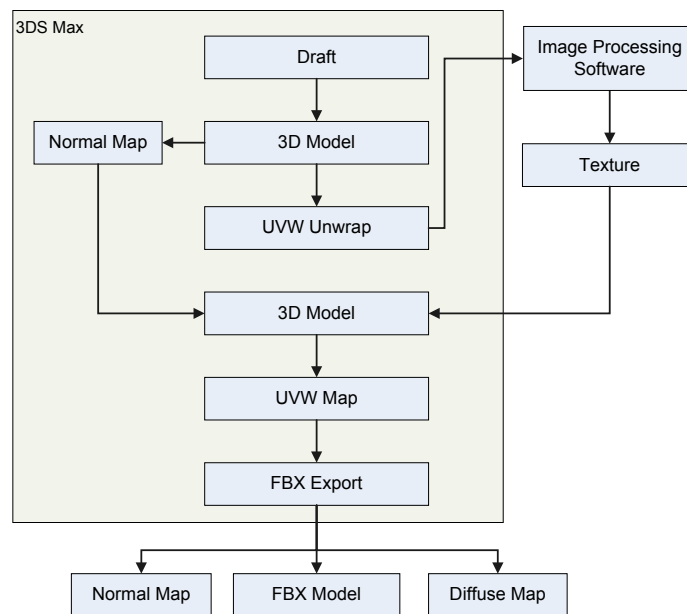 3DS Max
Draft
Image Processing
Software
Normal Map
3D Model
Texture
UVW Unwrap
3D Model
UVW Map
FBX Export
Normal Map
FBX Model
Diffuse Map